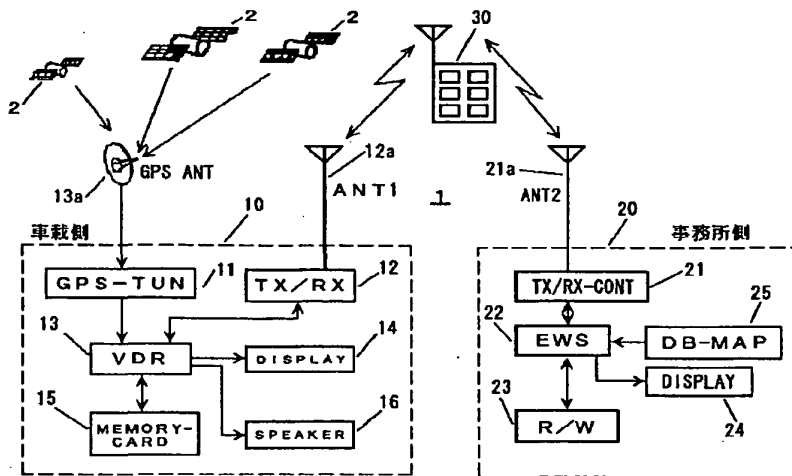 2
2
2
30
12a
13a
GPS ANT
ANT1
1
21a
ANT2
車載側
10
20
事務所側
GPS-TUN
11
TX/RX
12
TX/RX-CONT
21
13
VDR
14
DISPLAY
22
EWS
25
DB-MAP
15
MEMORY-
CARD
16
SPEAKER
23
R/W
DISPLAY
24